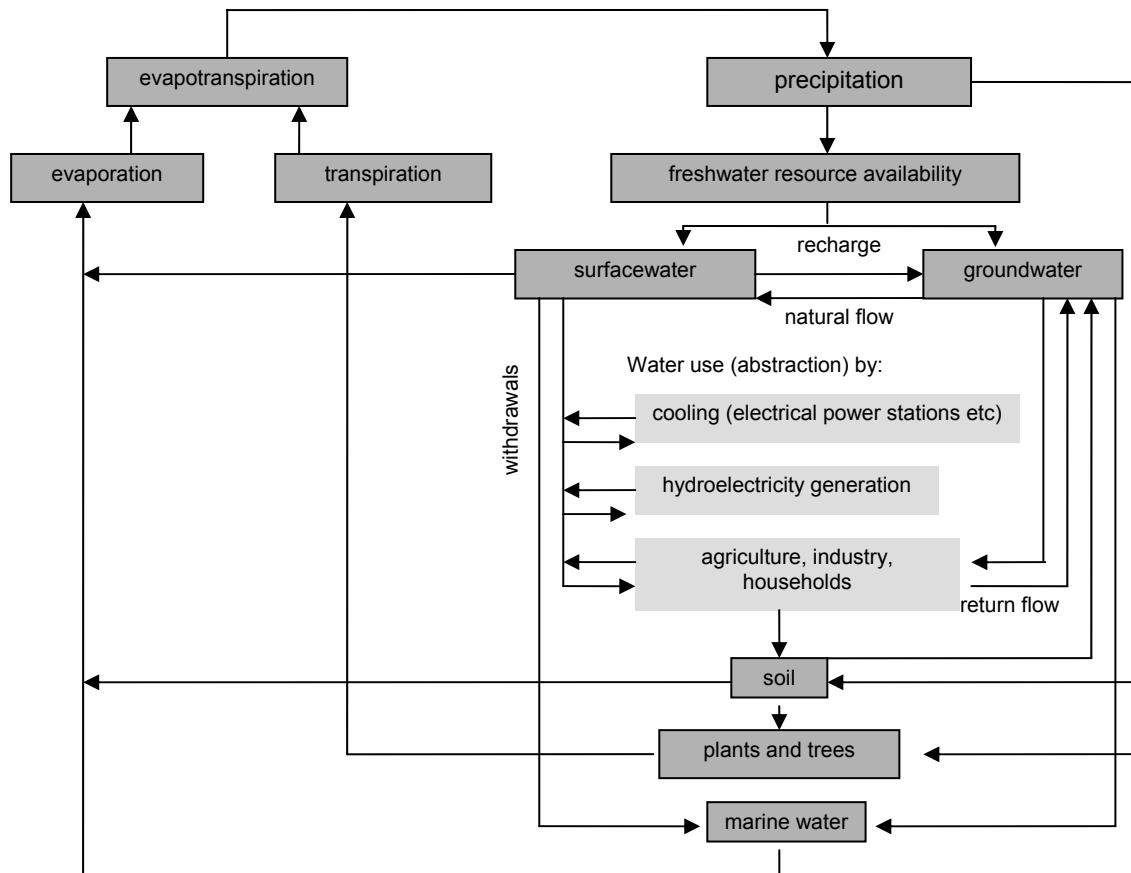 evapotranspiration
precipitation
evaporation
transpiration
freshwater resource availability
recharge
surfacewater
groundwater
natural flow
Water use (abstraction) by:
withdrawals
cooling (electrical power stations etc)
hydroelectricity generation
agriculture, industry,
households
return flow
soil
plants and trees
marine water